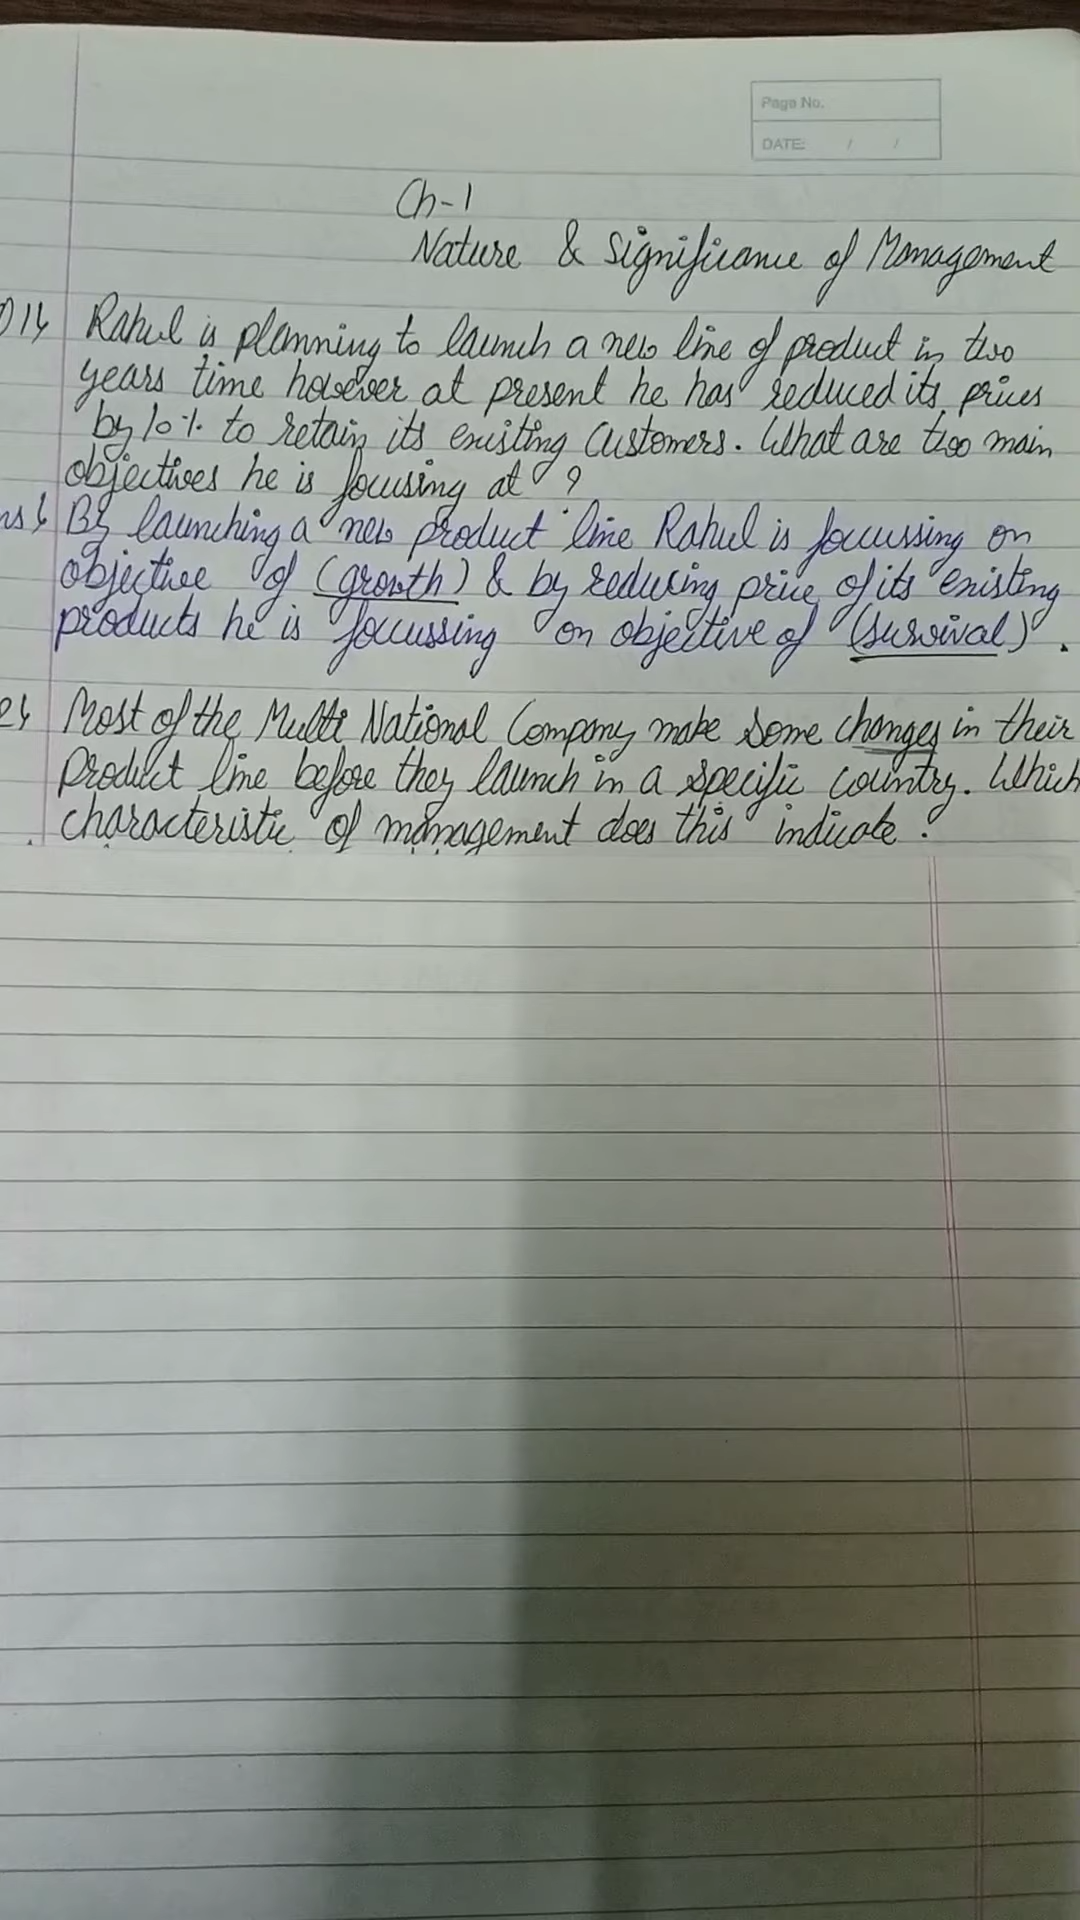 Page No.
DATE: / /
Ch-1
Nature & Significance of Management
Q1} Rahul is planning to launch a new line of product in two
years time however at present he has reduced its prices
by 10% to retain its existing customers. What are two main
objectives he is focusing at ?
ns} By launching a new product line Rahul is focussing on
objective of (growth) & by reducing price of its existing
products he is foccussing on objective of (survival).
2} Most of the Multi National Company make some changes in their
Product line before they launch in a specific country. Which
characteristic of management does this indicate.